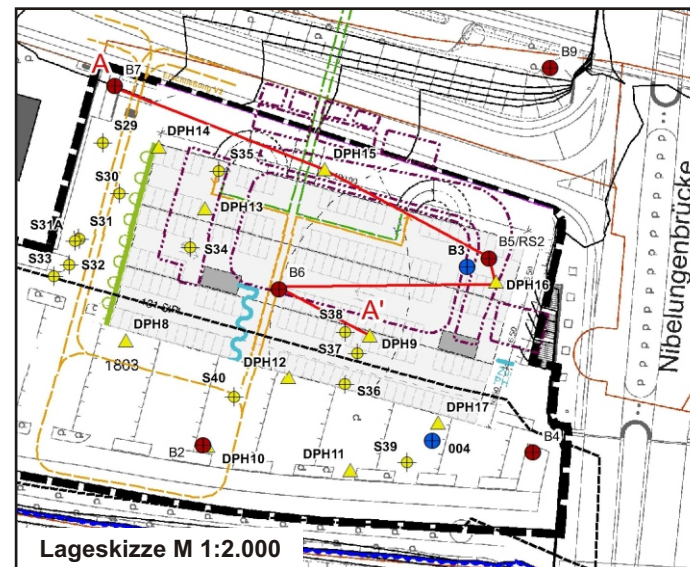 B9
A
B7
S29
DPH14
S35
DPH15
S30
DPH13
S31A
S31
S34
B3
B5/RS2
S33
S32
B6
DPH16
Nibelungenbrücke
A'
S38
DPH8
DPH9
1803
S37
DPH12
S36
S40
DPH17
B2
DPH10
DPH11
S39
004
B4
Lageskizze M 1:2.000